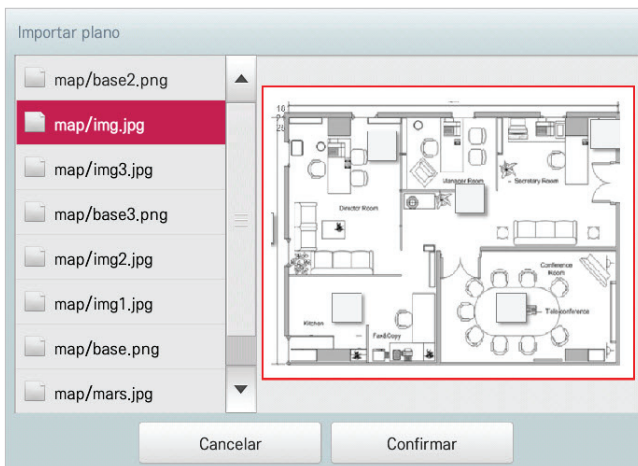 Importar plano
map/base2.png
map/img.jpg
map/img3.jpg
map/base3.png
map/img2.jpg
map/img1.jpg
map/base.png
map/mars.jpg
Manager Room
Secretary Room
Director Room
Conference
Room
Teleconference
Kitchen
Fan&Copy
Cancelar
Confirmar